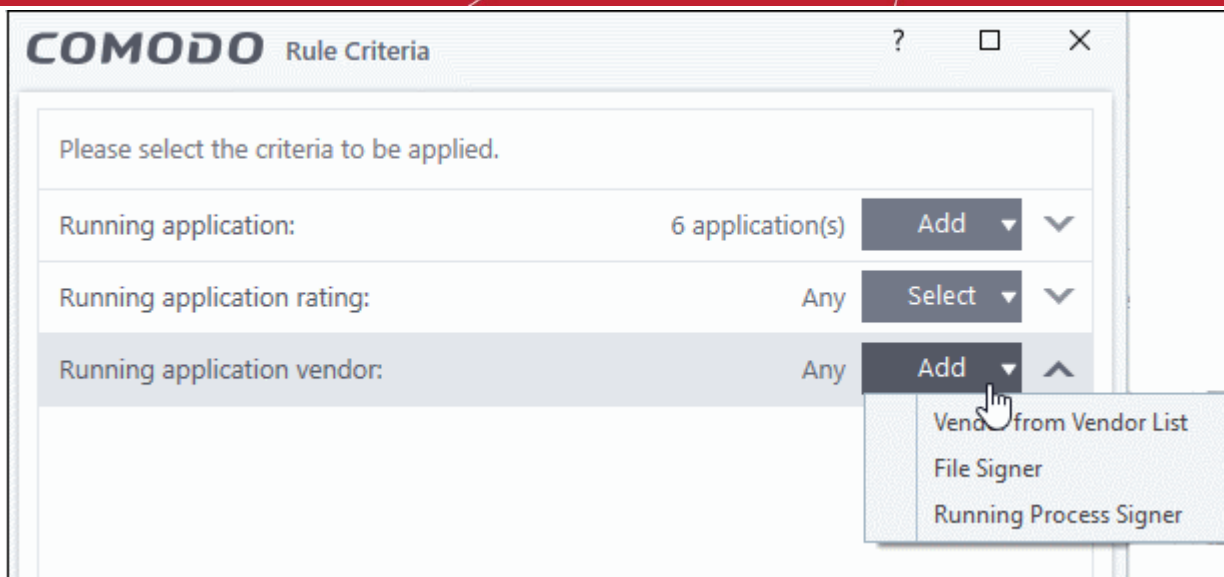 COMODO Rule Criteria ?
Please select the criteria to be applied.
Running application: 6 application(s) Add
Running application rating: Any Select
Running application vendor: Any Add
Vendor from Vendor List
File Signer
Running Process Signer